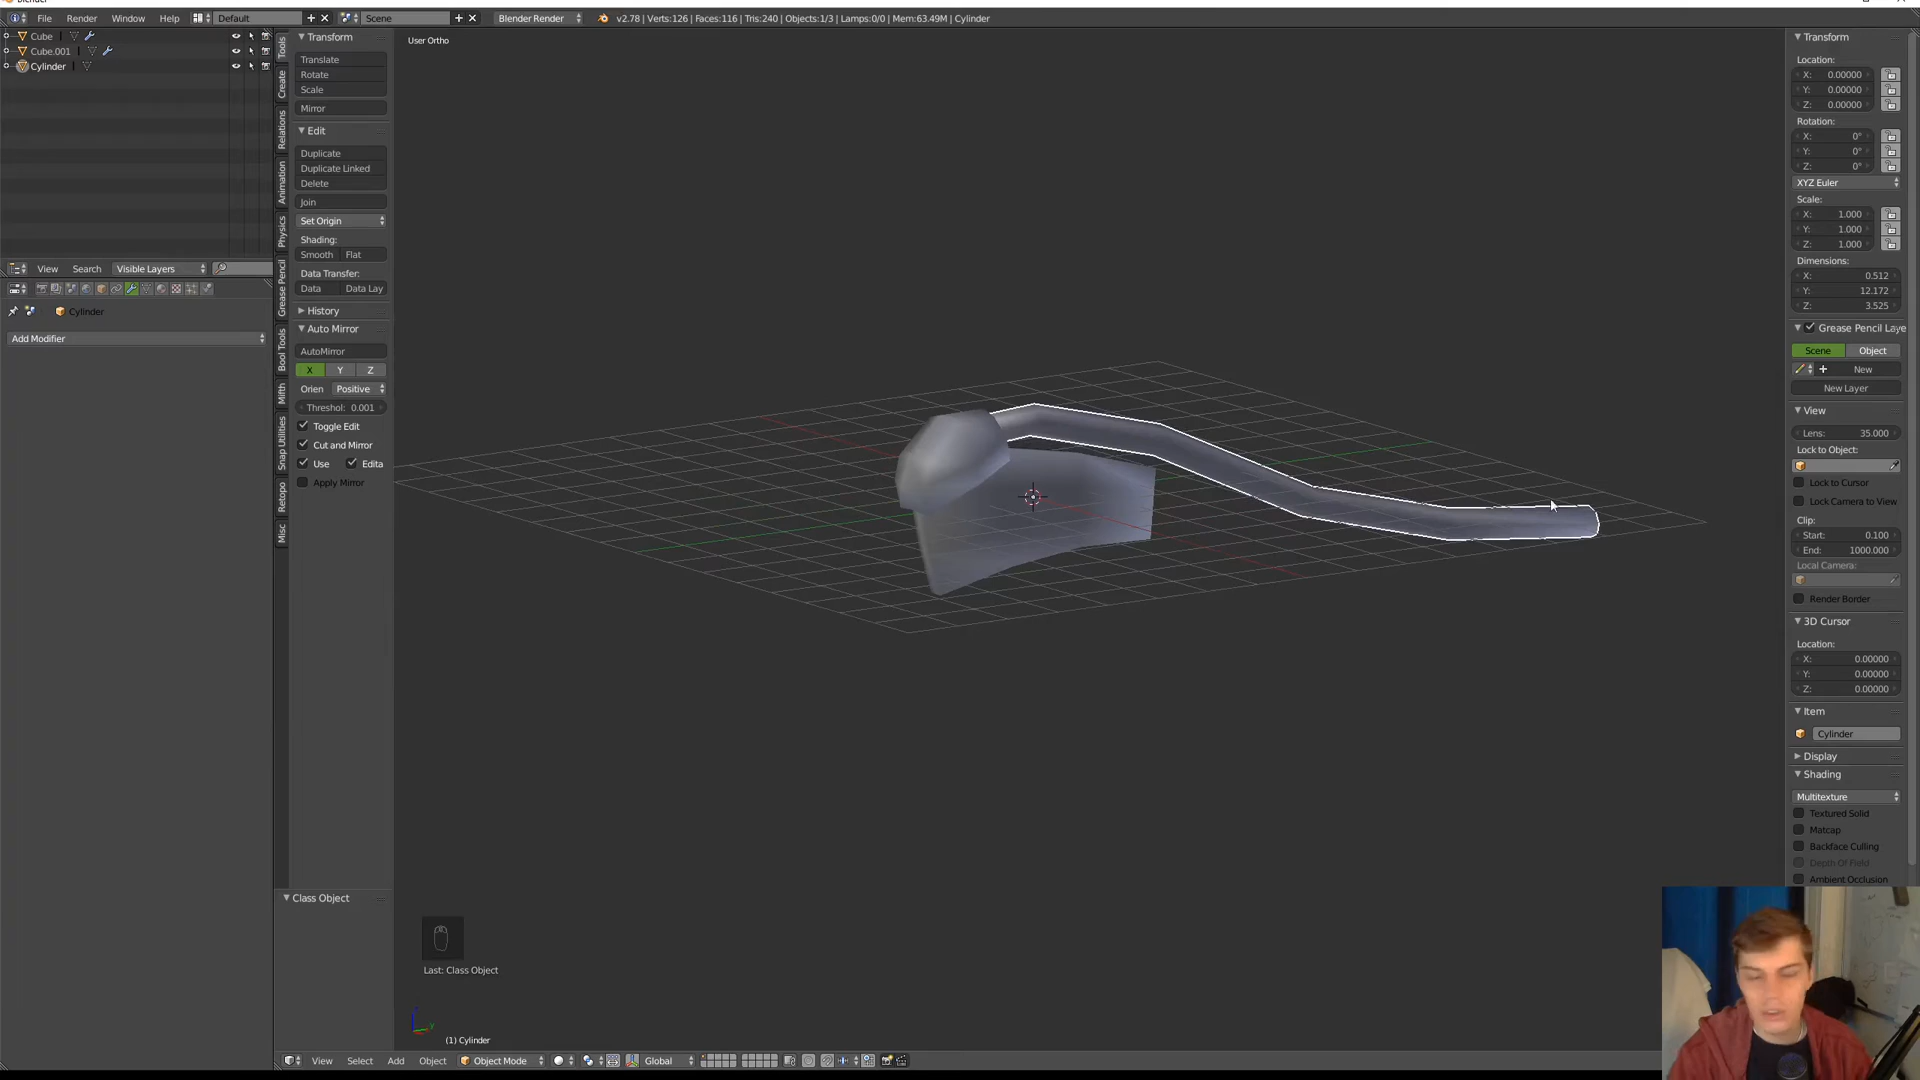 File Render Window Help Default Scene Blender Render v2.78 | Verts:126 | Faces:116 | Tris:240 | Objects:1/3 | Lamps:0/0 | Mem:63.49M | Cylinder
Cube
Cube.001
Cylinder
View Search Visible Layers
Cylinder
Add Modifier
Tools
Create
Relations
Animation
Physics
Grease Pencil
Bool Tools
Mifth
Snap Utilities
Retopo
Misc
Transform
Translate
Rotate
Scale
Mirror
Edit
Duplicate
Duplicate Linked
Delete
Join
Set Origin
Shading:
Smooth Flat
Data Transfer:
Data Data Lay
History
Auto Mirror
AutoMirror
X Y Z
Orien Positive
Threshol: 0.001
Toggle Edit
Cut and Mirror
Use Edita
Apply Mirror
Class Object
User Ortho
Last: Class Object
(1) Cylinder
View Select Add Object Object Mode Global
Transform
Location:
X: 0.00000
Y: 0.00000
Z: 0.00000
Rotation:
X: 0°
Y: 0°
Z: 0°
XYZ Euler
Scale:
X: 1.000
Y: 1.000
Z: 1.000
Dimensions:
X: 0.512
Y: 12.172
Z: 3.525
Grease Pencil Laye
Scene Object
New
New Layer
View
Lens: 35.000
Lock to Object:
Lock to Cursor
Lock Camera to View
Clip:
Start: 0.100
End: 1000.000
Local Camera:
Render Border
3D Cursor
Location:
X: 0.00000
Y: 0.00000
Z: 0.00000
Item
Cylinder
Display
Shading
Multitexture
Textured Solid
Matcap
Backface Culling
Depth Of Field
Ambient Occlusion